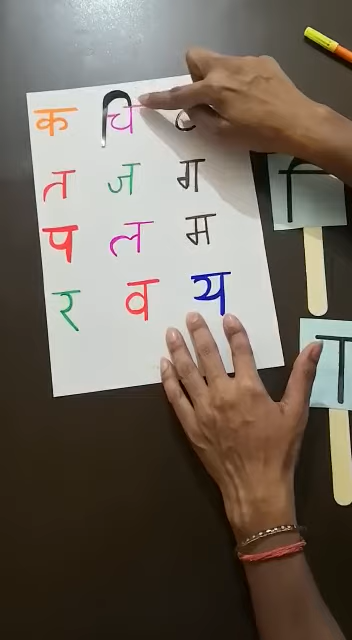 क चि
त ज ग
प ल म
र व य
ि
ा